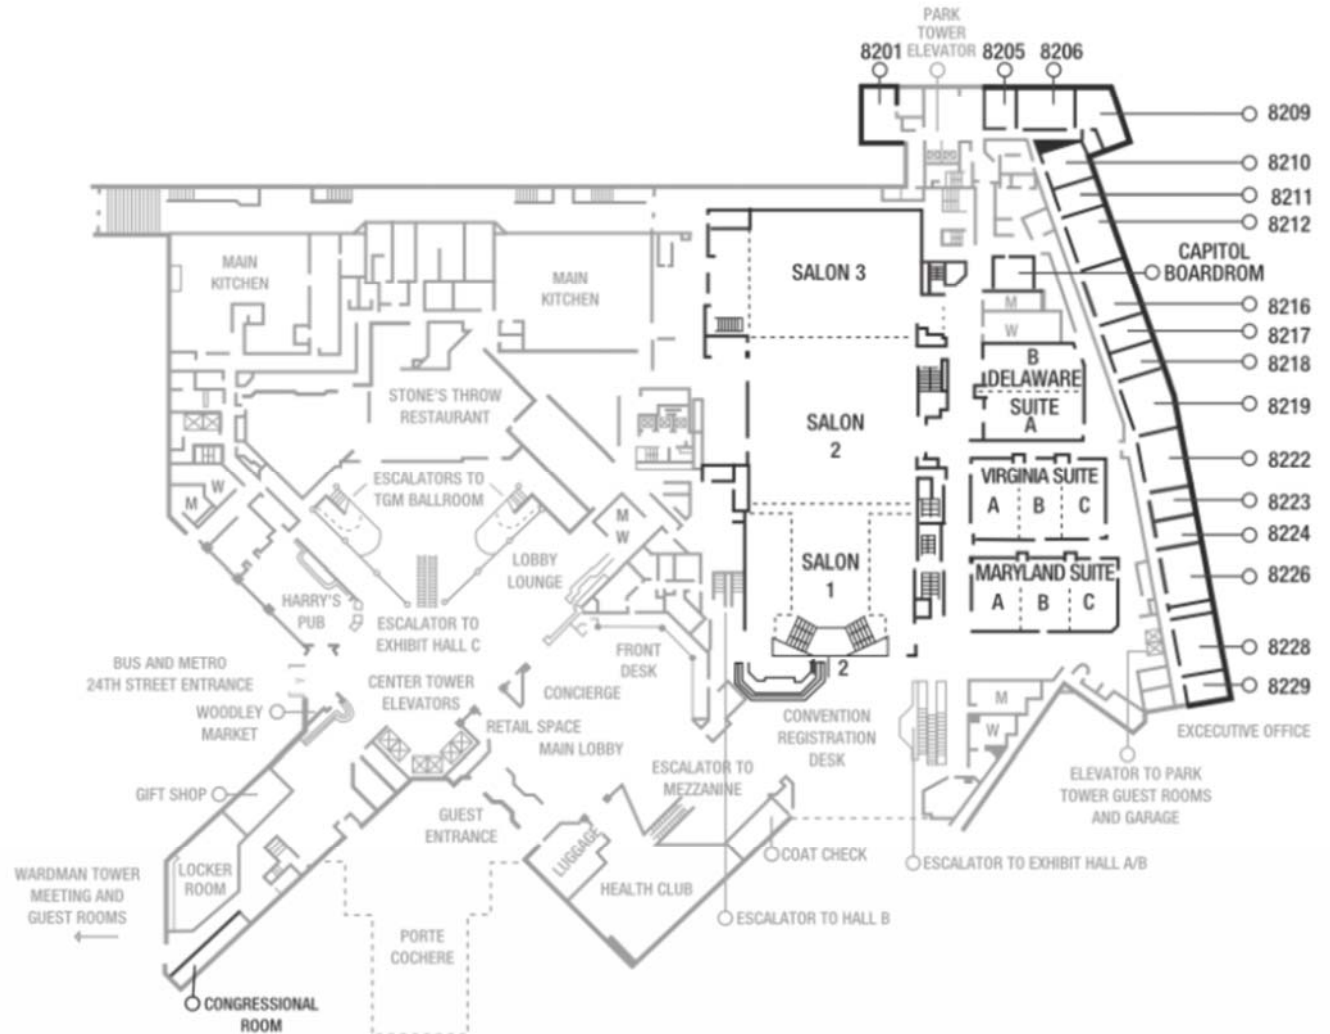 PARK
TOWER
ELEVATOR
8201
8205
8206
8209
8210
8211
8212
CAPITOL
BOARDROM
8216
8217
8218
8219
8222
8223
8224
8226
8228
8229
EXCECUTIVE OFFICE
MAIN
KITCHEN
MAIN
KITCHEN
SALON 3
M
W
B
DELAWARE
SUITE
A
STONE'S THROW
RESTAURANT
SALON
2
VIRGINIA SUITE
A B C
ESCALATORS TO
TGM BALLROOM
W
M
M
W
LOBBY
LOUNGE
SALON
1
MARYLAND SUITE
A B C
HARRY'S
PUB
ESCALATOR TO
EXHIBIT HALL C
FRONT
DESK
1 2
BUS AND METRO
24TH STREET ENTRANCE
CENTER TOWER
ELEVATORS
CONCIERGE
WOODLEY
MARKET
RETAIL SPACE
MAIN LOBBY
CONVENTION
REGISTRATION
DESK
M
W
ESCALATOR TO
MEZZANINE
ELEVATOR TO PARK
TOWER GUEST ROOMS
AND GARAGE
GIFT SHOP
GUEST
ENTRANCE
LUGGAGE
COAT CHECK
ESCALATOR TO EXHIBIT HALL A/B
WARDMAN TOWER
MEETING AND
GUEST ROOMS
LOCKER
ROOM
HEALTH CLUB
ESCALATOR TO HALL B
PORTE
COCHERE
CONGRESSIONAL
ROOM